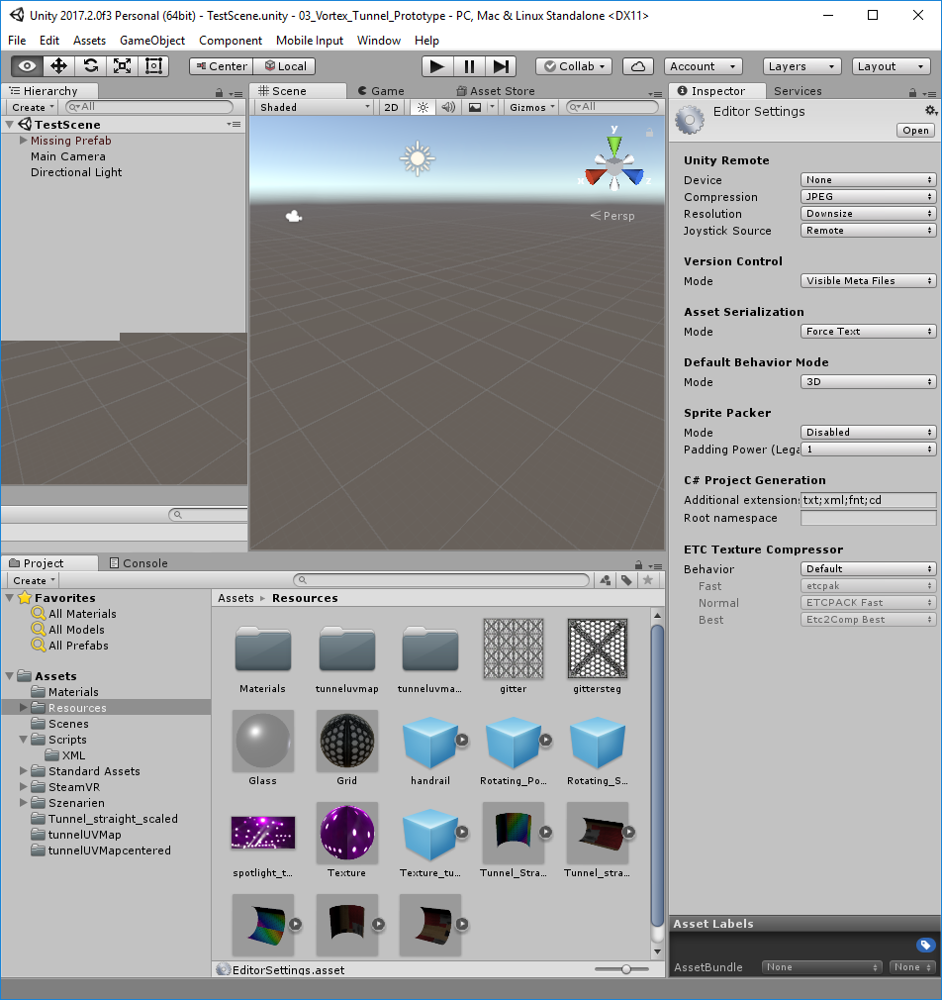 Unity 2017.2.0f3 Personal (64bit) - TestScene.unity - 03_Vortex_Tunnel_Prototype - PC, Mac & Linux Standalone <DX11>
File Edit Assets GameObject Component Mobile Input Window Help
Center Local Collab Account Layers Layout
Hierarchy
Create All
TestScene
Missing Prefab
Main Camera
Directional Light
Scene Game Asset Store
Shaded 2D Gizmos All
y
x z
Persp
Inspector Services
Editor Settings
Open
Unity Remote
Device None
Compression JPEG
Resolution Downsize
Joystick Source Remote
Version Control
Mode Visible Meta Files
Asset Serialization
Mode Force Text
Default Behavior Mode
Mode 3D
Sprite Packer
Mode Disabled
Padding Power (Lega 1
C# Project Generation
Additional extensions txt;xml;fnt;cd
Root namespace
ETC Texture Compressor
Behavior Default
Fast etcpak
Normal ETCPACK Fast
Best Etc2Comp Best
Project Console
Create
Favorites
All Materials
All Models
All Prefabs
Assets
Materials
Resources
Scenes
Scripts
XML
Standard Assets
SteamVR
Szenarien
Tunnel_straight_scaled
tunnelUVMap
tunnelUVMapcentered
Assets Resources
Materials tunneluvmap tunneluvma... gitter gittersteg
Glass Grid handrail Rotating_Po... Rotating_S...
spotlight_t... Texture Texture_tu... Tunnel_Stra... Tunnel_stra...
EditorSettings.asset
Asset Labels
AssetBundle None None